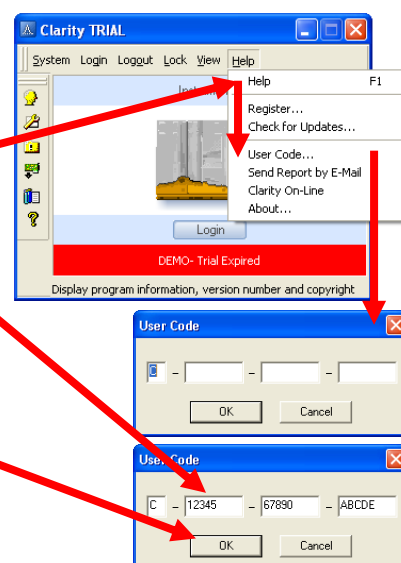 Clarity TRIAL
System Login Logout Lock View Help
Help F1
Register...
Check for Updates...
User Code...
Send Report by E-Mail
Clarity On-Line
About...
Login
DEMO- Trial Expired
Display program information, version number and copyright
User Code
C - - -
OK Cancel
User Code
C - 12345 - 67890 - ABCDE
OK Cancel